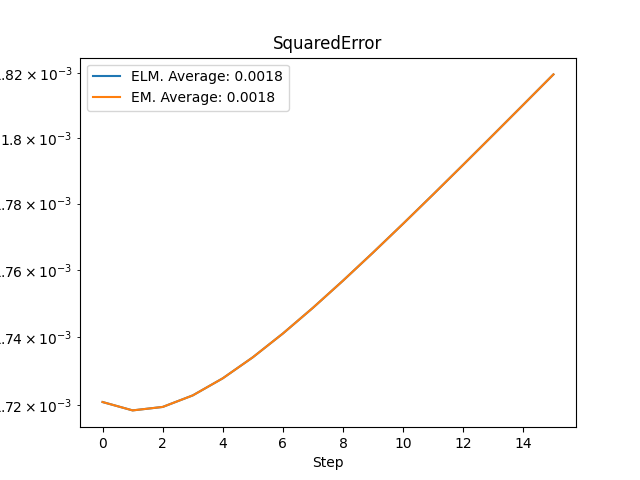 SquaredError
ELM. Average: 0.0018
EM. Average: 0.0018
.82 × 10⁻³
1.8 × 10⁻³
.78 × 10⁻³
.76 × 10⁻³
.74 × 10⁻³
.72 × 10⁻³
0 2 4 6 8 10 12 14
Step